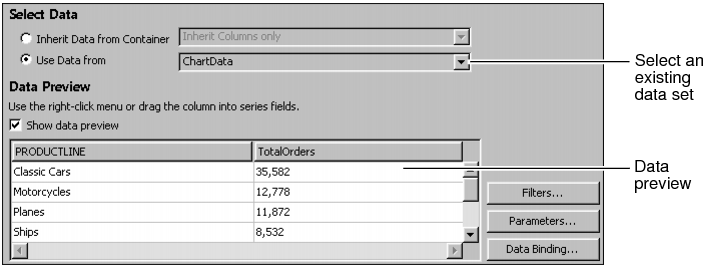 Select Data
Inherit Data from Container
Inherit Columns only
Use Data from
ChartData
Select an
existing
data set
Data Preview
Use the right-click menu or drag the column into series fields.
Show data preview
PRODUCTLINE
TotalOrders
Classic Cars
35,582
Data
preview
Motorcycles
12,778
Filters...
Planes
11,872
Parameters...
Ships
8,532
Data Binding...